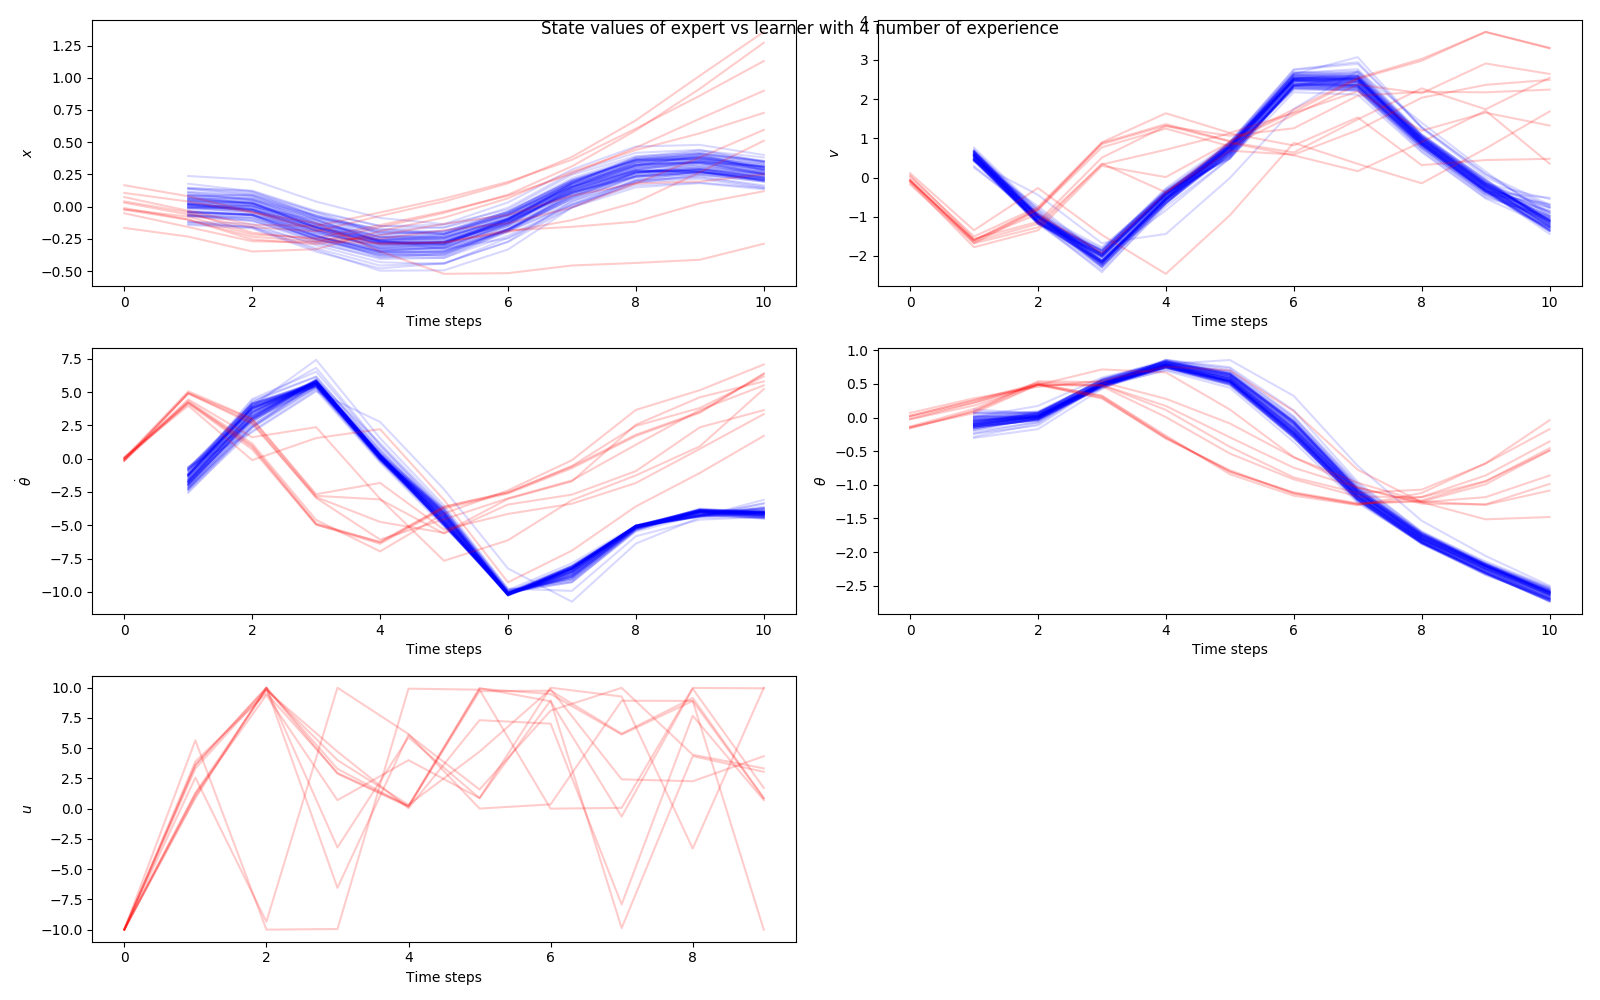 State values of expert vs learner with 4 number of experience
x
1.25
1.00
0.75
0.50
0.25
0.00
−0.25
−0.50
0 2 4 6 8 10
Time steps
v
4
3
2
1
0
−1
−2
0 2 4 6 8 10
Time steps
θ̇
7.5
5.0
2.5
0.0
−2.5
−5.0
−7.5
−10.0
0 2 4 6 8 10
Time steps
θ
1.0
0.5
0.0
−0.5
−1.0
−1.5
−2.0
−2.5
0 2 4 6 8 10
Time steps
u
10.0
7.5
5.0
2.5
0.0
−2.5
−5.0
−7.5
−10.0
0 2 4 6 8
Time steps